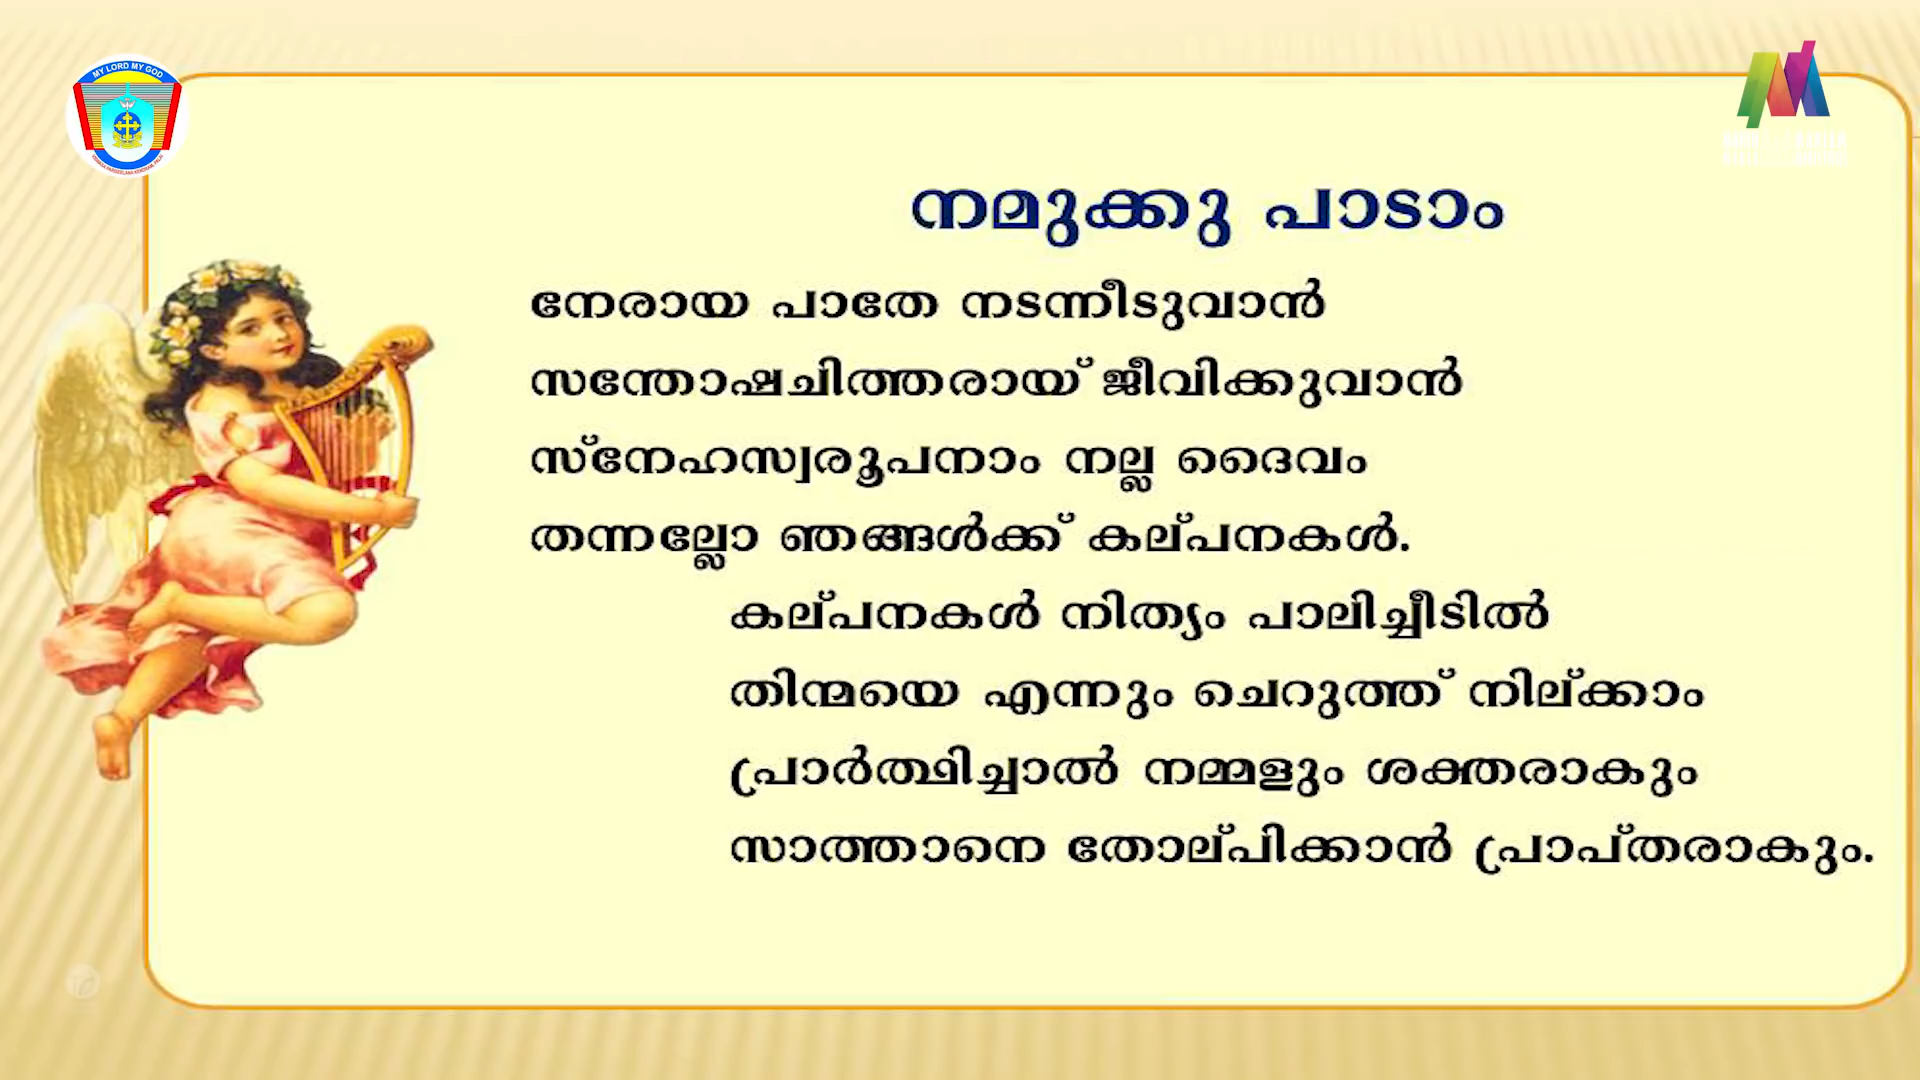 MY LORD MY GOD
നമുക്കു പാടാം
നേരായ പാതേ നടന്നീടുവാൻ
സന്തോഷചിത്തരായ് ജീവിക്കുവാൻ
സ്നേഹസ്വരൂപനാം നല്ല ദൈവം
തന്നല്ലോ ഞങ്ങൾക്ക് കല്പനകൾ.
കല്പനകൾ നിത്യം പാലിച്ചീടിൽ
തിന്മയെ എന്നും ചെറുത്ത് നില്ക്കാം
പ്രാർത്ഥിച്ചാൽ നമ്മളും ശക്തരാകും
സാത്താനെ തോല്പിക്കാൻ പ്രാപ്തരാകും.